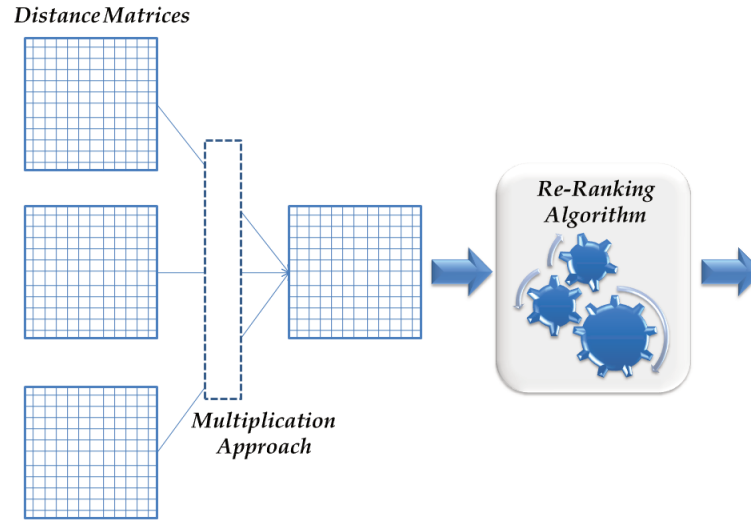 Distance Matrices
Re-Ranking
Algorithm
Multiplication
Approach